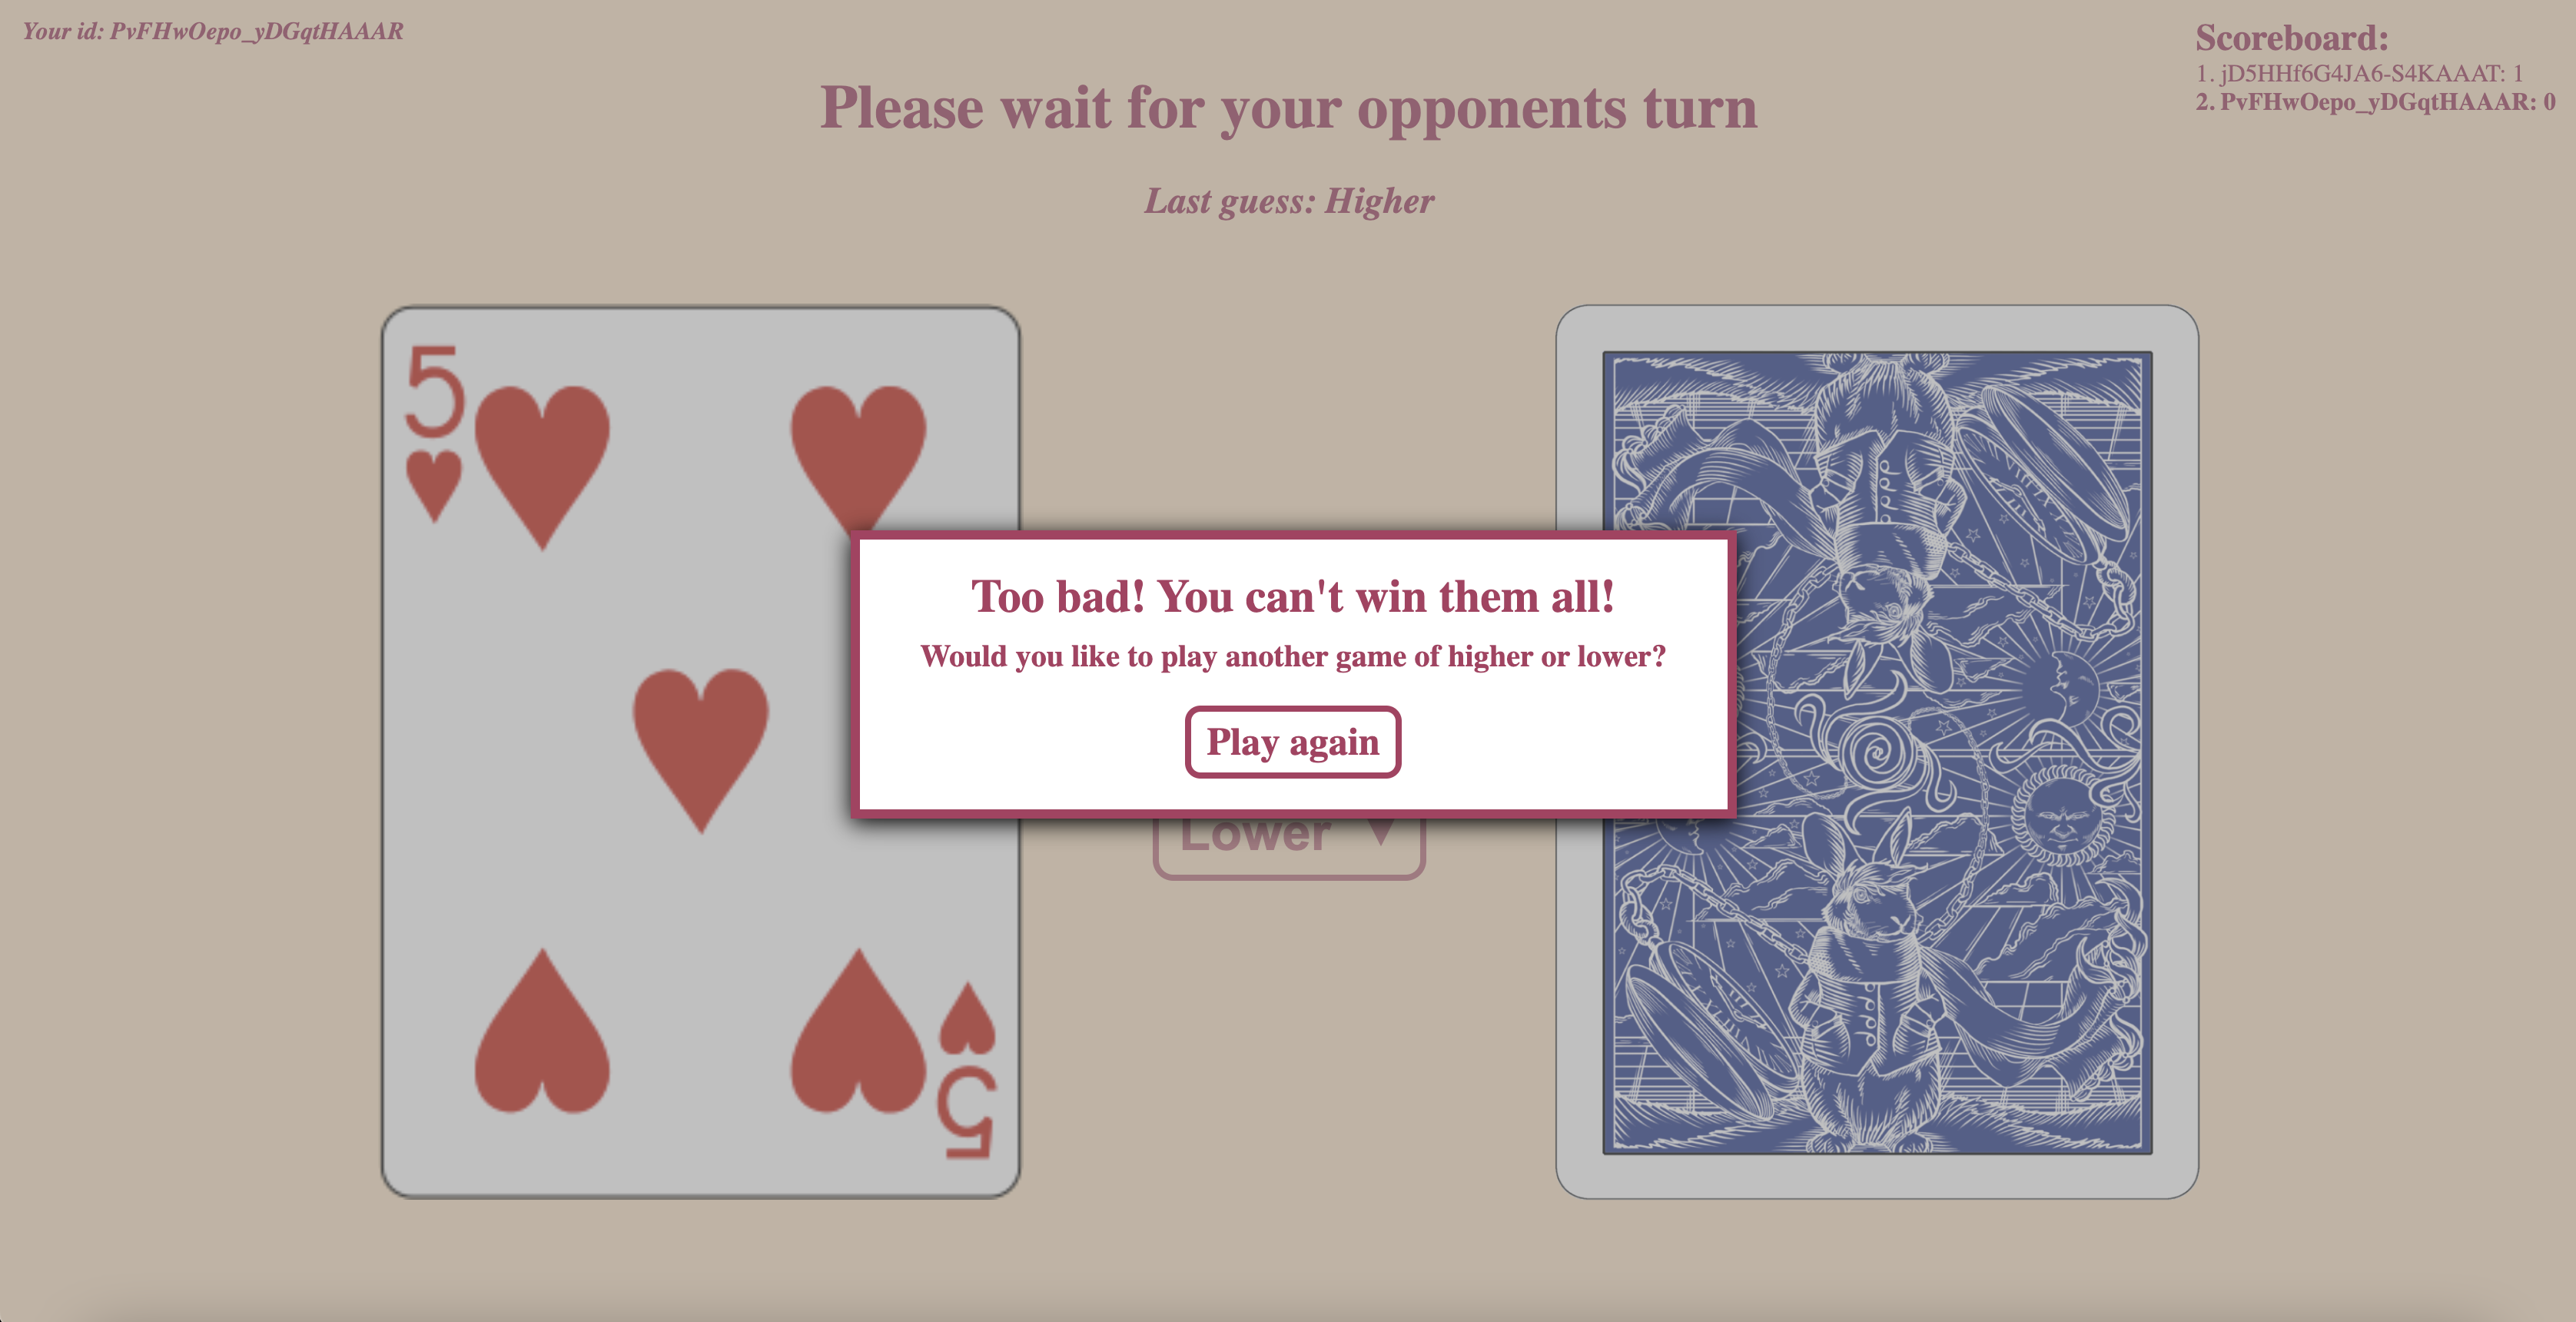 Your id: PvFHwOepo_yDGqtHAAAR
Scoreboard:
1. jD5HHf6G4JA6-S4KAAAT: 1
2. PvFHwOepo_yDGqtHAAAR: 0
Please wait for your opponents turn
Last guess: Higher
5
Too bad! You can't win them all!
Would you like to play another game of higher or lower?
Play again
Lower ▼
5